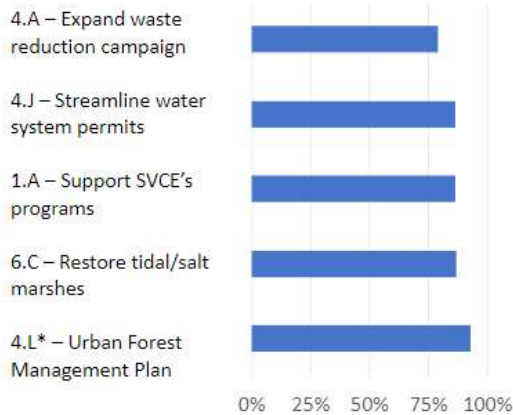 4.A – Expand waste
reduction campaign
4.J – Streamline water
system permits
1.A – Support SVCE's
programs
6.C – Restore tidal/salt
marshes
4.L* – Urban Forest
Management Plan
0% 25% 50% 75% 100%